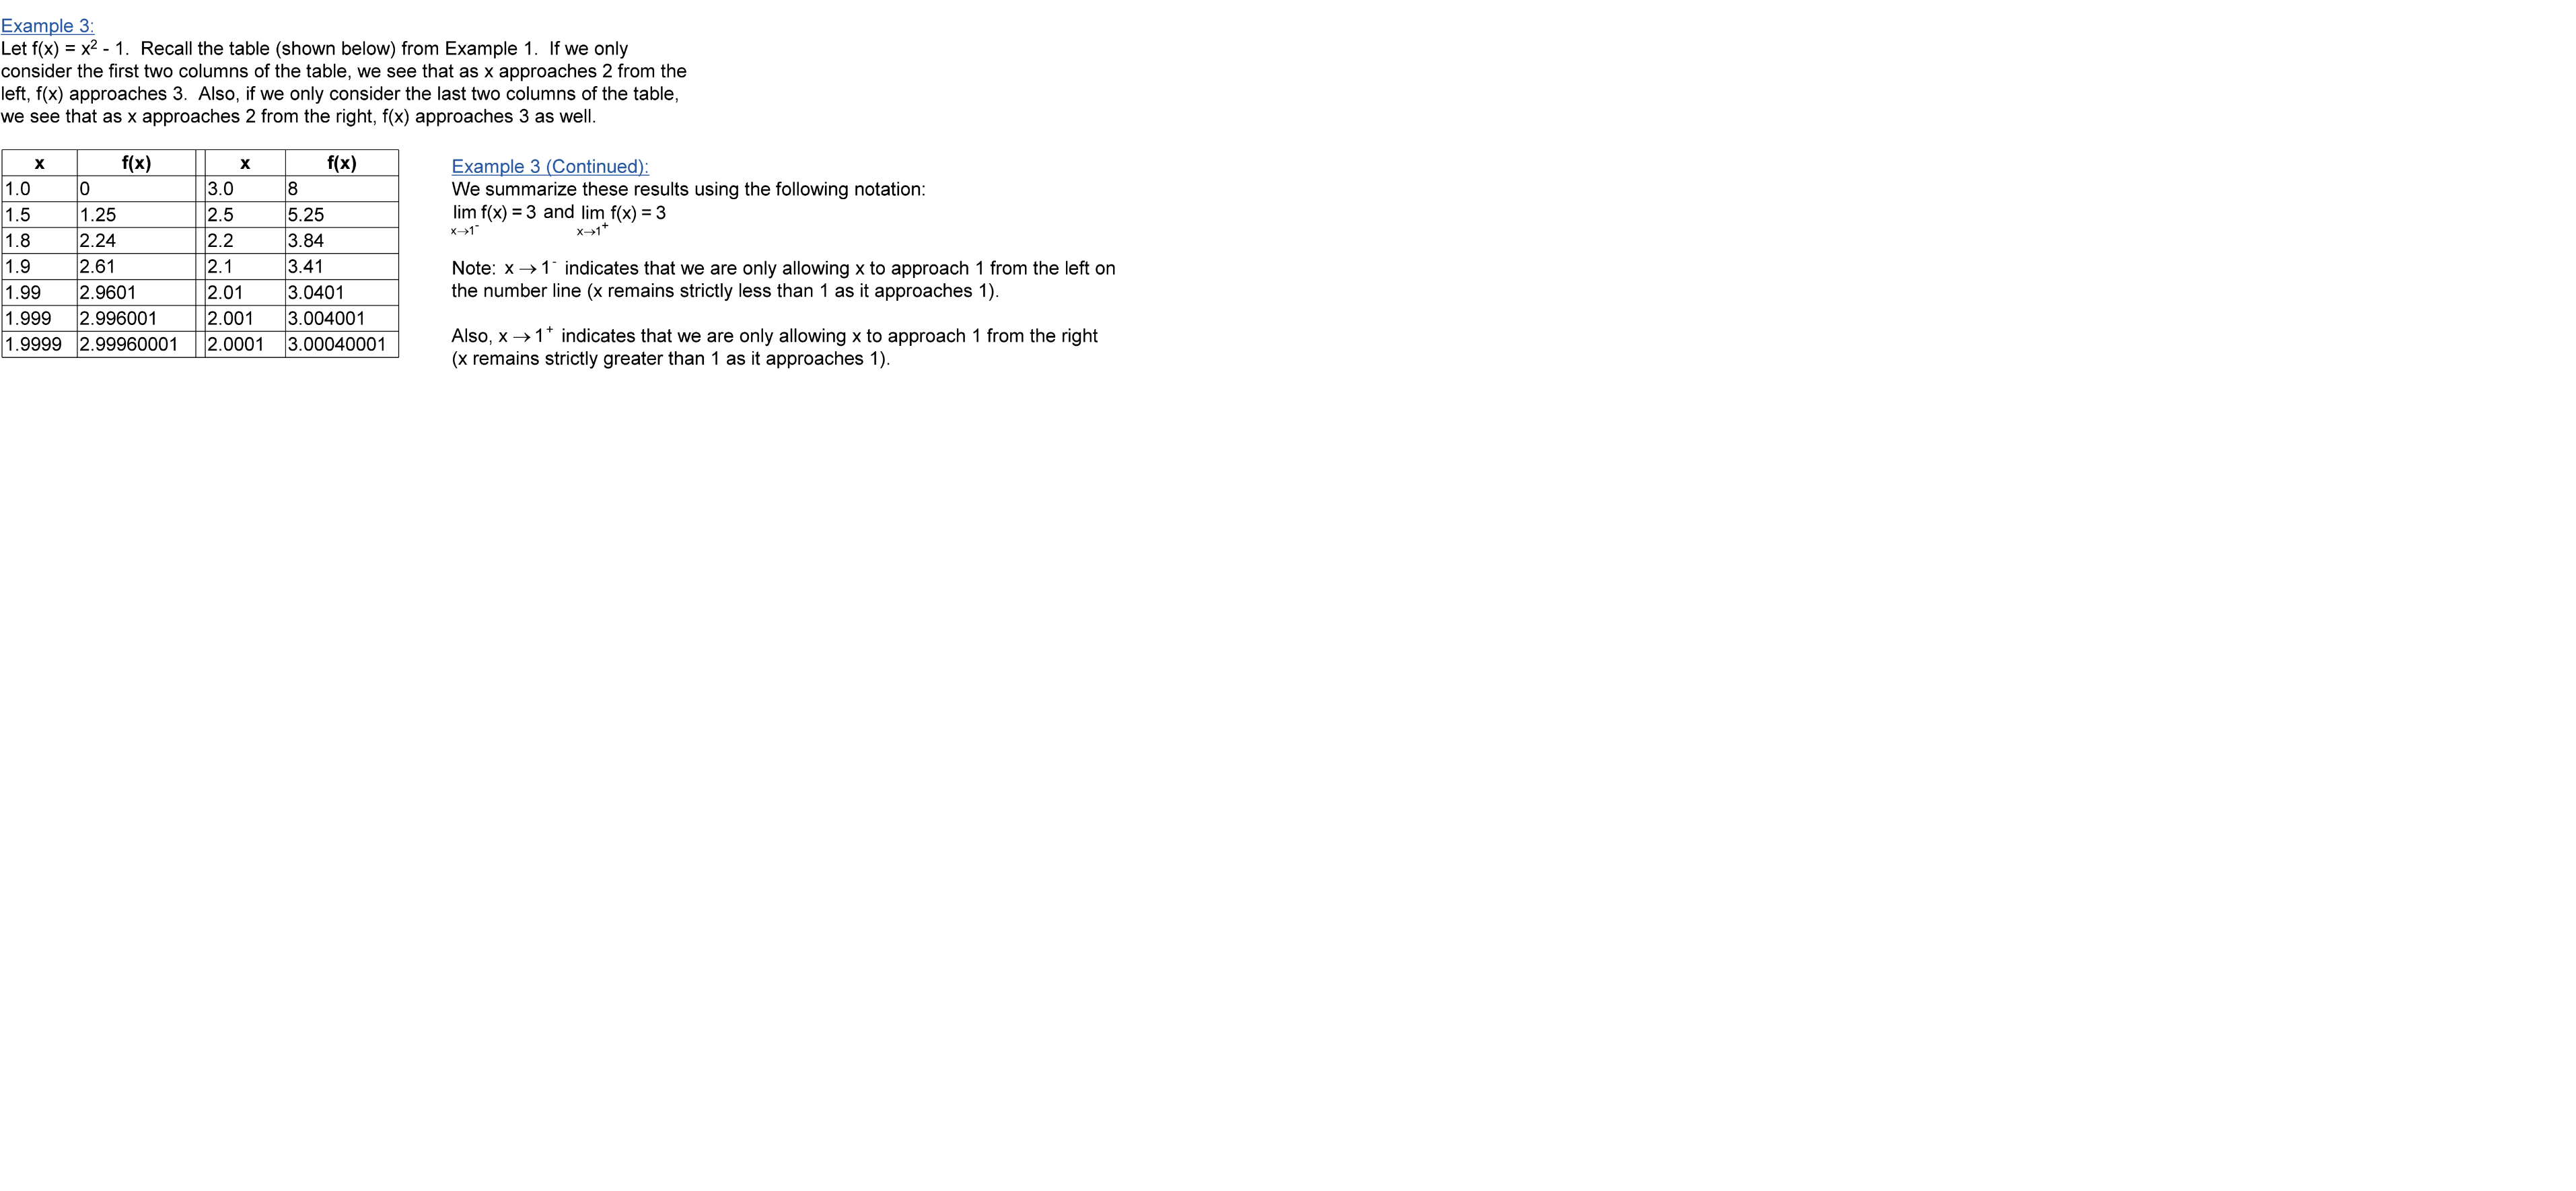 Example 3:
Let f(x) = x² - 1.  Recall the table (shown below) from Example 1.  If we only
consider the first two columns of the table, we see that as x approaches 2 from the
left, f(x) approaches 3.  Also, if we only consider the last two columns of the table,
we see that as x approaches 2 from the right, f(x) approaches 3 as well.
x f(x) x f(x)
1.0 0 3.0 8
1.5 1.25 2.5 5.25
1.8 2.24 2.2 3.84
1.9 2.61 2.1 3.41
1.99 2.9601 2.01 3.0401
1.999 2.996001 2.001 3.004001
1.9999 2.99960001 2.0001 3.00040001
Example 3 (Continued):
We summarize these results using the following notation:
lim f(x) = 3 and lim f(x) = 3
x→1⁻ x→1⁺
Note: x → 1⁻ indicates that we are only allowing x to approach 1 from the left on
the number line (x remains strictly less than 1 as it approaches 1).
Also, x → 1⁺ indicates that we are only allowing x to approach 1 from the right
(x remains strictly greater than 1 as it approaches 1).